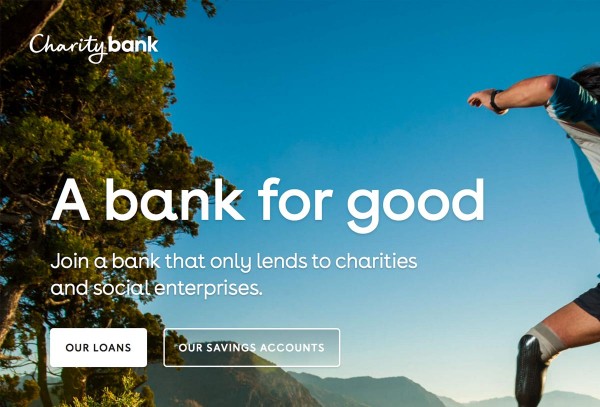 Charitybank
A bank for good
Join a bank that only lends to charities
and social enterprises.
OUR LOANS
OUR SAVINGS ACCOUNTS